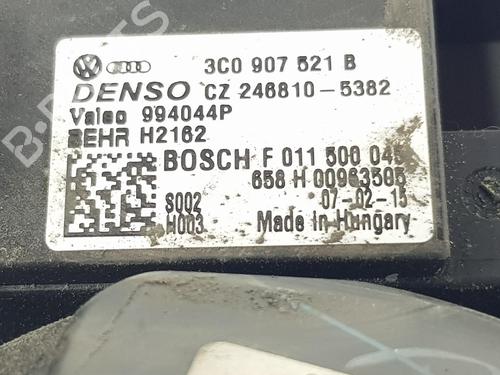 3C0 907 521 B
DENSO CZ 246810-5382
Valeo 994044P
BEHR H2162
BOSCH F 011 500 045
658 H 00963505
S002 07-02-15
H003 Made in Hungary